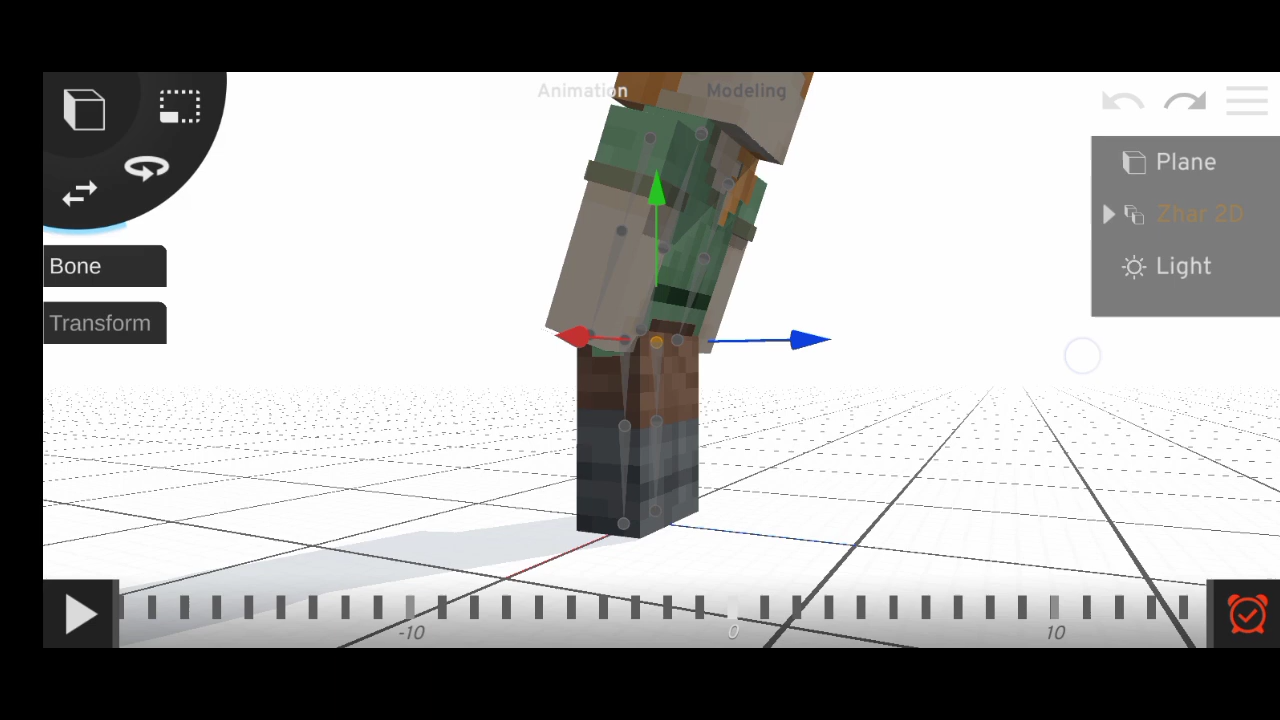 Animation
Modeling
Plane
Zhar 2D
Light
Bone
Transform
-10
0
10